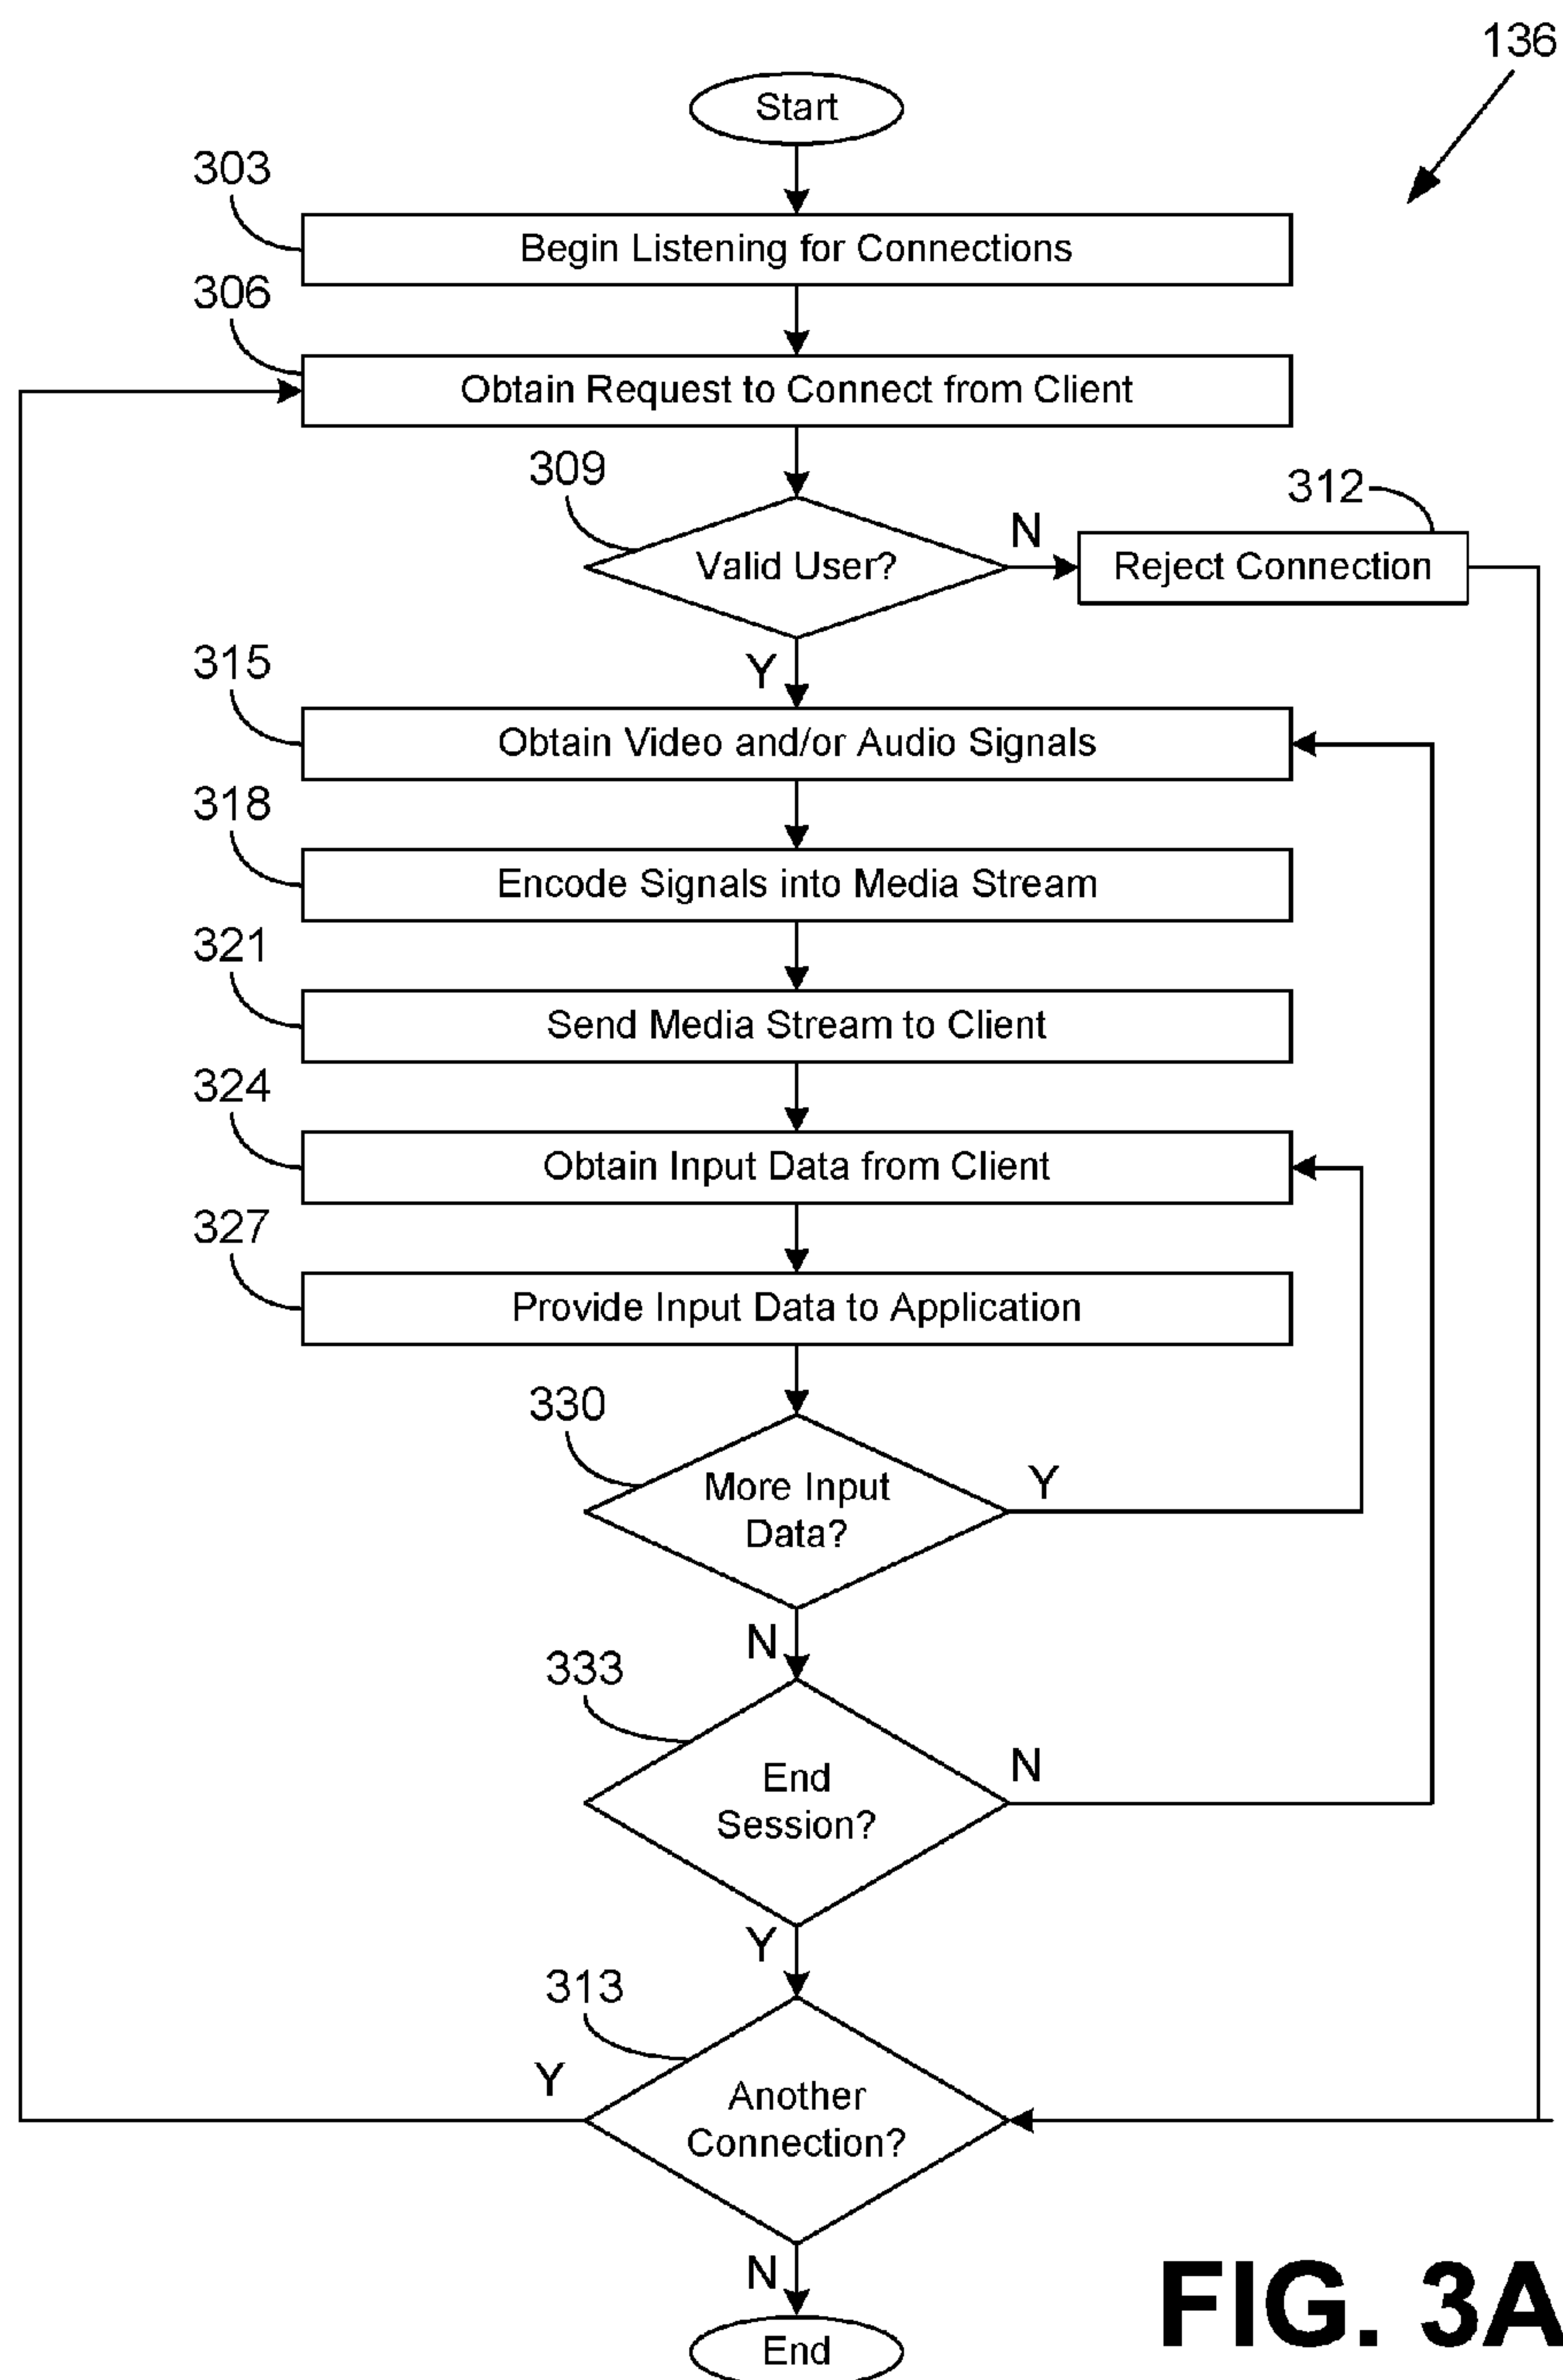 136
Start
303
Begin Listening for Connections
306
Obtain Request to Connect from Client
309
Valid User?
N
312
Reject Connection
Y
315
Obtain Video and/or Audio Signals
318
Encode Signals into Media Stream
321
Send Media Stream to Client
324
Obtain Input Data from Client
327
Provide Input Data to Application
330
More Input
Data?
Y
N
333
End
Session?
N
Y
313
Another
Connection?
Y
N
End
FIG. 3A